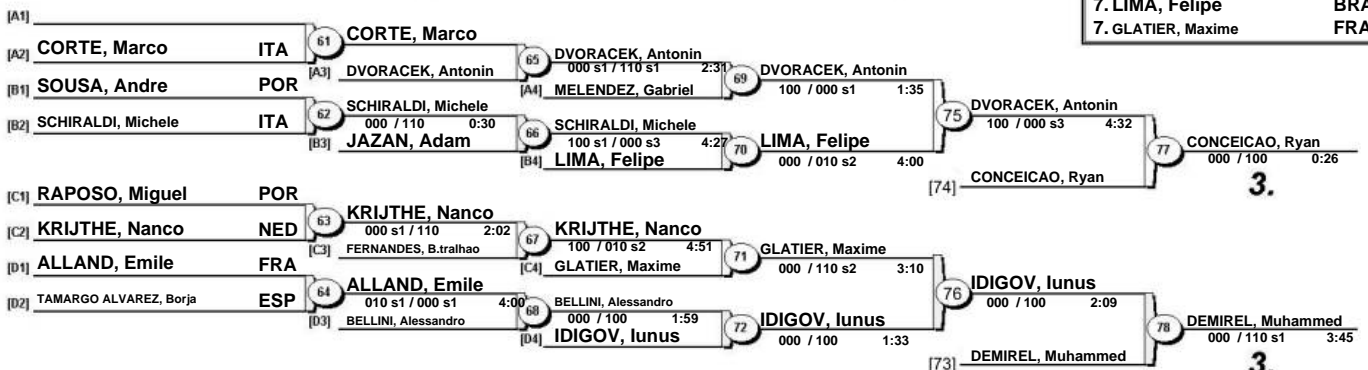 7. LIMA, Felipe BRA
7. GLATIER, Maxime FRA
[A1]
[A2] CORTE, Marco ITA
61 CORTE, Marco
[A3] DVORACEK, Antonin
65 DVORACEK, Antonin
000 s1 / 110 s1 2:31
[A4] MELENDEZ, Gabriel
69 DVORACEK, Antonin
100 / 000 s1 1:35
[B1] SOUSA, Andre POR
[B2] SCHIRALDI, Michele ITA
62 SCHIRALDI, Michele
000 / 110 0:30
[B3] JAZAN, Adam
66 SCHIRALDI, Michele
100 s1 / 000 s3 4:27
[B4] LIMA, Felipe
70 LIMA, Felipe
000 / 010 s2 4:00
75 DVORACEK, Antonin
100 / 000 s3 4:32
[74] CONCEICAO, Ryan
77 CONCEICAO, Ryan
000 / 100 0:26
3.
[C1] RAPOSO, Miguel POR
[C2] KRIJTHE, Nanco NED
63 KRIJTHE, Nanco
000 s1 / 110 2:02
[C3] FERNANDES, B.tralhao
67 KRIJTHE, Nanco
100 / 010 s2 4:51
[C4] GLATIER, Maxime
71 GLATIER, Maxime
000 / 110 s2 3:10
[D1] ALLAND, Emile FRA
[D2] TAMARGO ALVAREZ, Borja ESP
64 ALLAND, Emile
010 s1 / 000 s1 4:00
[D3] BELLINI, Alessandro
68 BELLINI, Alessandro
000 / 100 1:59
[D4] IDIGOV, Iunus
72 IDIGOV, Iunus
000 / 100 1:33
76 IDIGOV, Iunus
000 / 100 2:09
[73] DEMIREL, Muhammed
78 DEMIREL, Muhammed
000 / 110 s1 3:45
3.